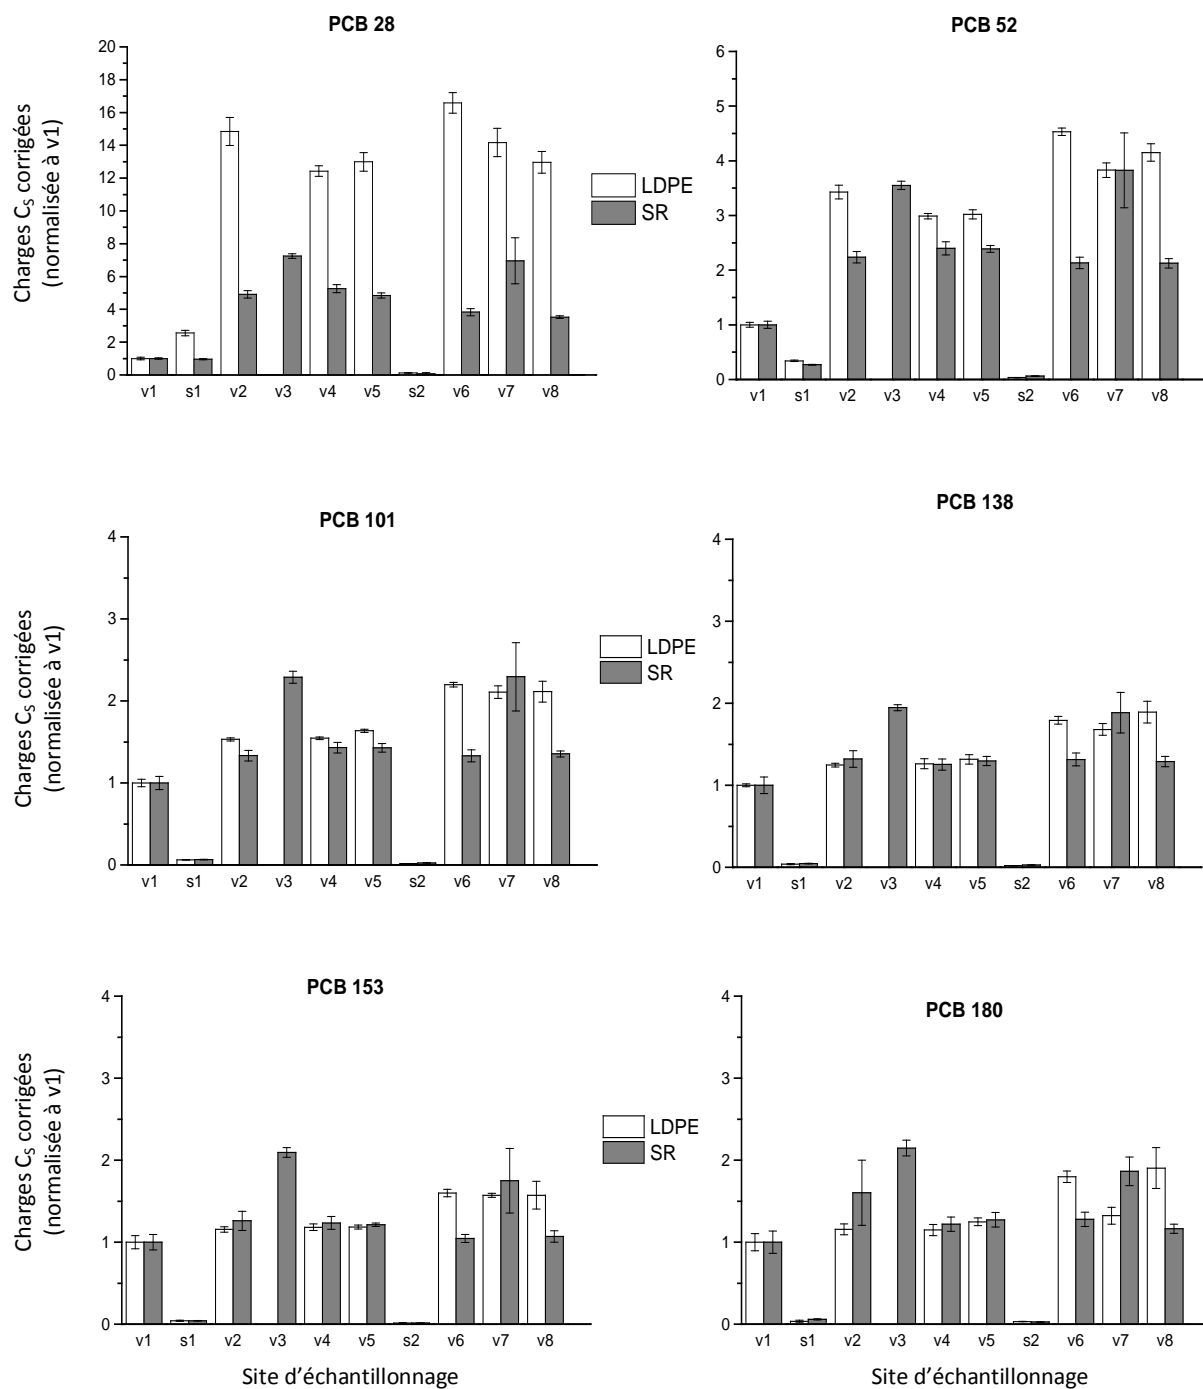 PCB 28
20
18
16
14
12
10
8
6
4
2
0
Charges Cs corrigées
(normalisée à v1)
v1 s1 v2 v3 v4 v5 s2 v6 v7 v8
LDPE
SR
PCB 52
6
5
4
3
2
1
0
v1 s1 v2 v3 v4 v5 s2 v6 v7 v8
PCB 101
4
3
2
1
0
Charges Cs corrigées
(normalisée à v1)
v1 s1 v2 v3 v4 v5 s2 v6 v7 v8
LDPE
SR
PCB 138
4
3
2
1
0
v1 s1 v2 v3 v4 v5 s2 v6 v7 v8
PCB 153
4
3
2
1
0
Charges Cs corrigées
(normalisée à v1)
v1 s1 v2 v3 v4 v5 s2 v6 v7 v8
Site d'échantillonnage
LDPE
SR
PCB 180
4
3
2
1
0
v1 s1 v2 v3 v4 v5 s2 v6 v7 v8
Site d'échantillonnage